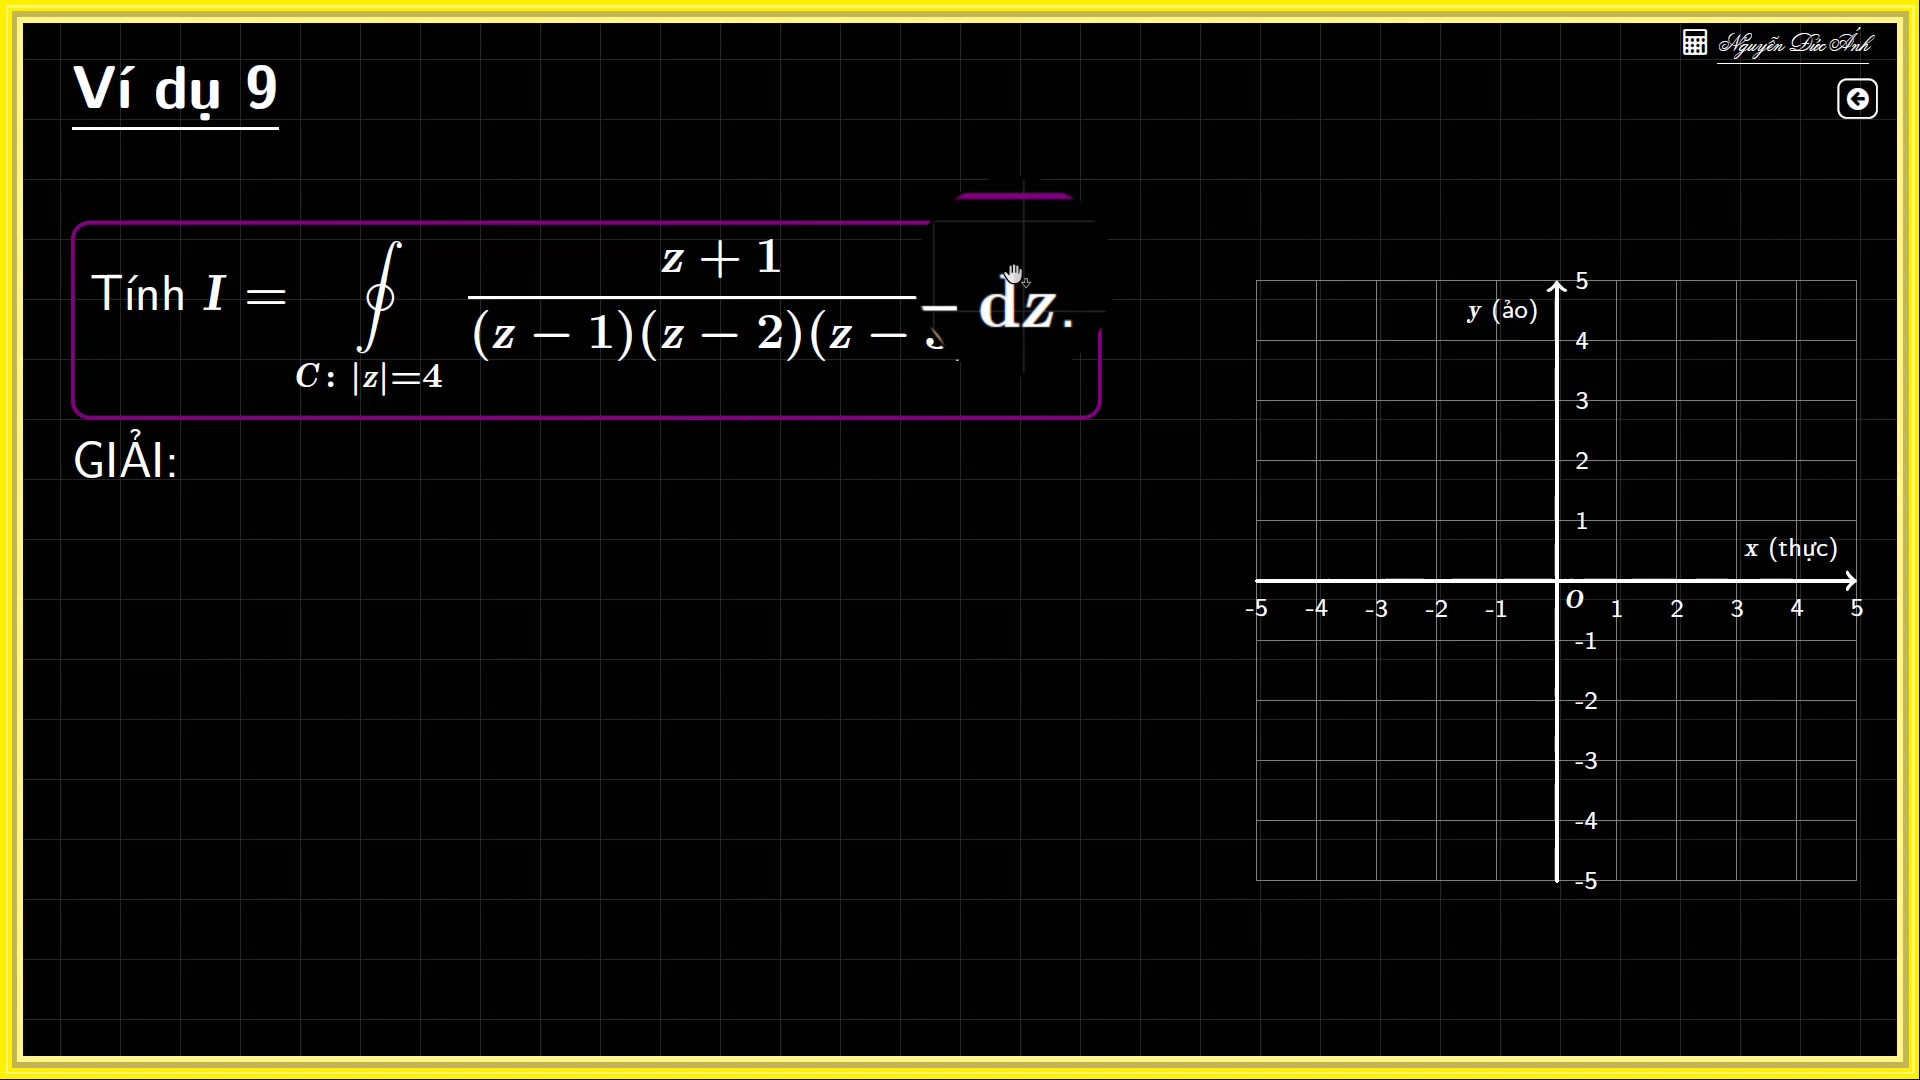 Nguyễn Đức Ánh
Ví dụ 9
z + 1
Tính I = ∮ dz.
(z − 1)(z − 2)(z −
C: |z|=4
GIẢI:
5
y (ảo)
4
3
2
1
x (thực)
-5 -4 -3 -2 -1 O 1 2 3 4 5
-1
-2
-3
-4
-5